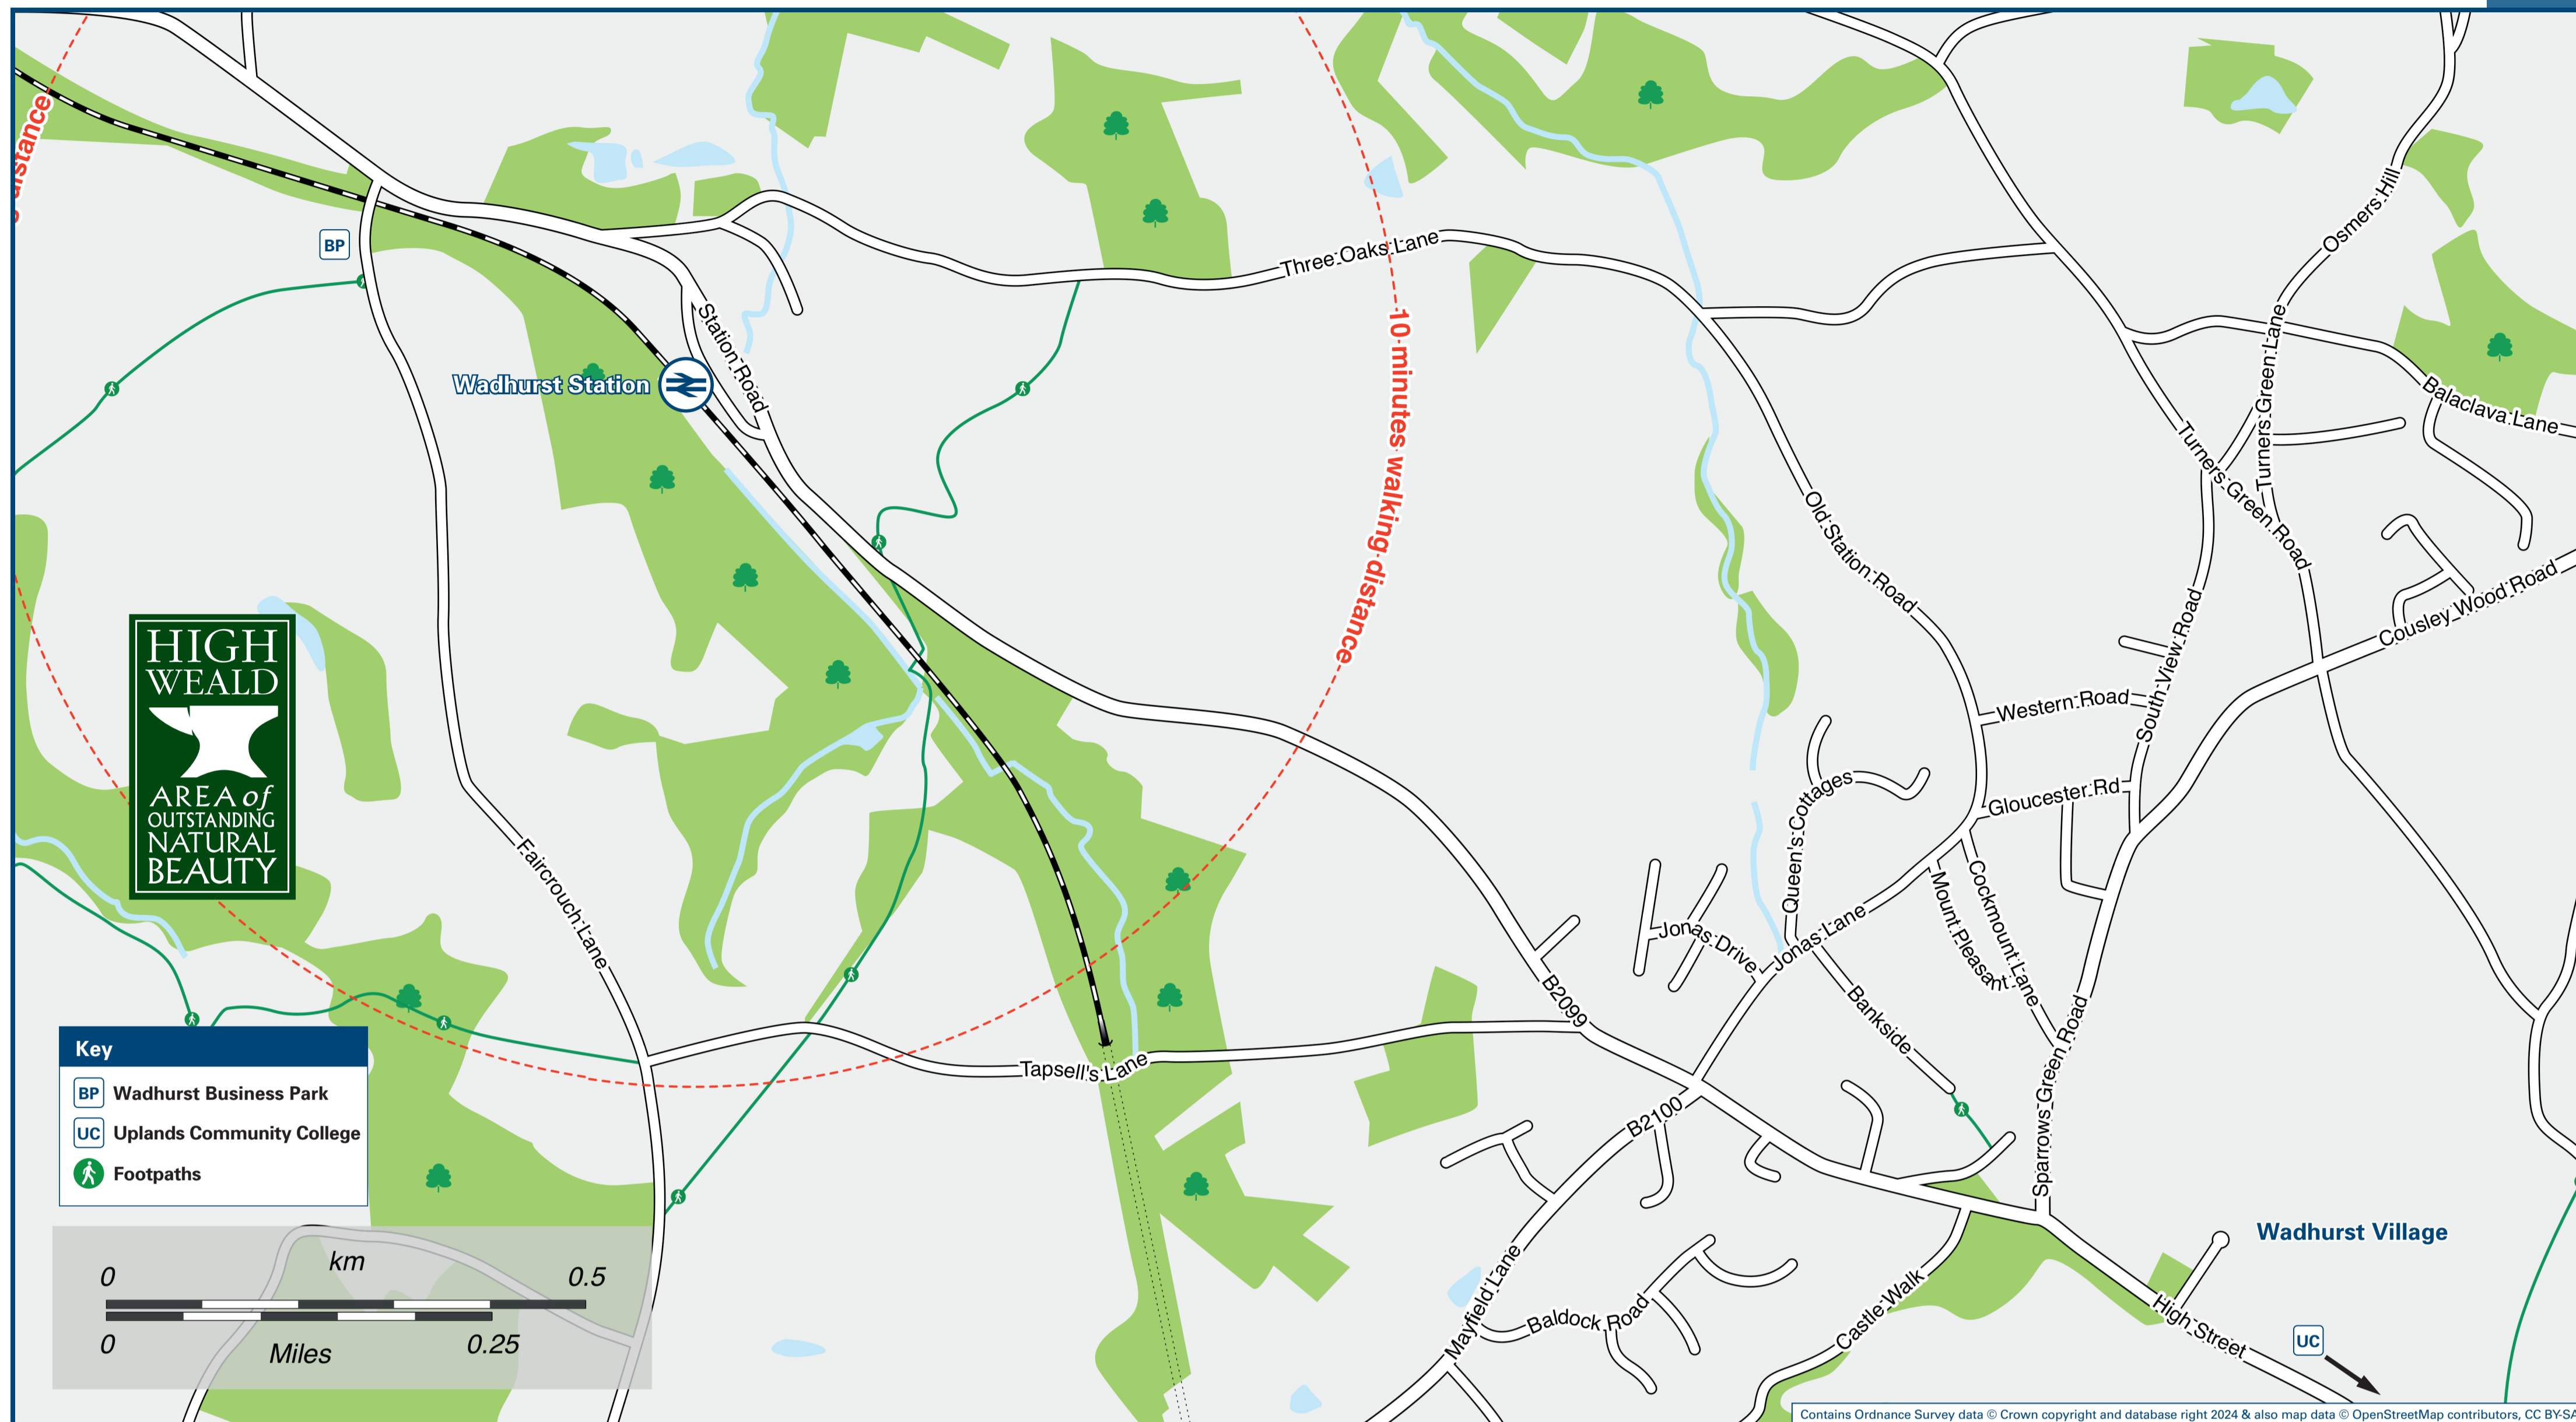 distance
BP
Wadhurst Station
Station Road
Three Oaks Lane
10 minutes walking distance
Osmers Hill
Turners Green Lane
Turners Green Lane
Balaclava Lane
Turners Green Road
Old Station Road
Cousley Wood Road
South View Road
Western Road
Gloucester Rd
Queen's Cottages
Cockmount Lane
Mount Pleasant
Jonas Drive
Jonas Lane
Bankside
B2099
Sparrows Green Road
Faircrouch Lane
Tapsell's Lane
B2100
Mayfield Lane
Baldock Road
Castle Walk
High Street
Wadhurst Village
UC
HIGH
WEALD
AREA of
OUTSTANDING
NATURAL
BEAUTY
Key
BP Wadhurst Business Park
UC Uplands Community College
Footpaths
km
0 0.5
0 0.25
Miles
Contains Ordnance Survey data © Crown copyright and database right 2024 & also map data © OpenStreetMap contributors, CC BY-SA